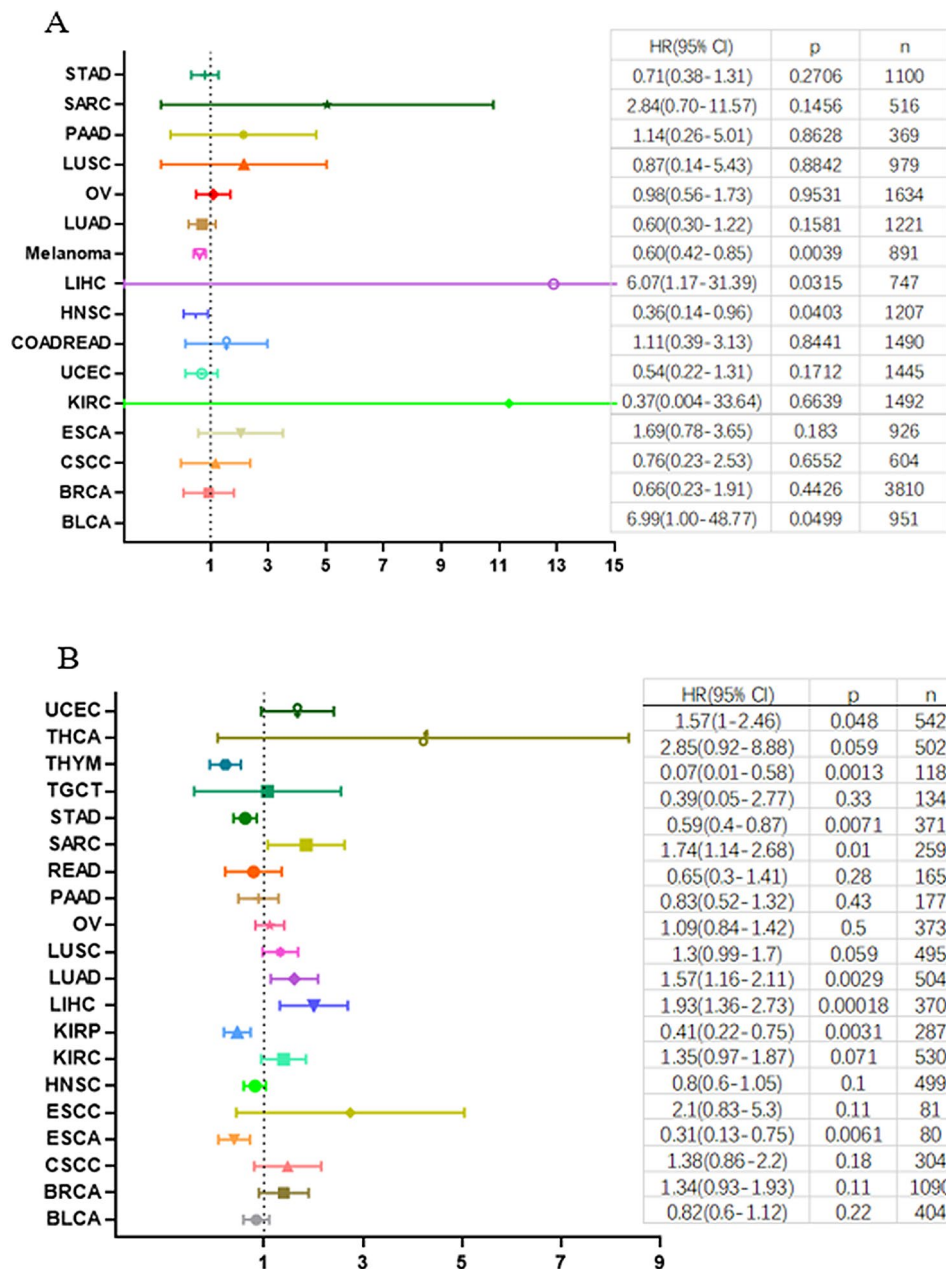 A
HR(95% CI) p n
STAD 0.71(0.38-1.31) 0.2706 1100
SARC 2.84(0.70-11.57) 0.1456 516
PAAD 1.14(0.26-5.01) 0.8628 369
LUSC 0.87(0.14-5.43) 0.8842 979
OV 0.98(0.56-1.73) 0.9531 1634
LUAD 0.60(0.30-1.22) 0.1581 1221
Melanoma 0.60(0.42-0.85) 0.0039 891
LIHC 6.07(1.17-31.39) 0.0315 747
HNSC 0.36(0.14-0.96) 0.0403 1207
COADREAD 1.11(0.39-3.13) 0.8441 1490
UCEC 0.54(0.22-1.31) 0.1712 1445
KIRC 0.37(0.004-33.64) 0.6639 1492
ESCA 1.69(0.78-3.65) 0.183 926
CSCC 0.76(0.23-2.53) 0.6552 604
BRCA 0.66(0.23-1.91) 0.4426 3810
BLCA 6.99(1.00-48.77) 0.0499 951
1 3 5 7 9 11 13 15
B
HR(95% CI) p n
UCEC 1.57(1-2.46) 0.048 542
THCA 2.85(0.92-8.88) 0.059 502
THYM 0.07(0.01-0.58) 0.0013 118
TGCT 0.39(0.05-2.77) 0.33 134
STAD 0.59(0.4-0.87) 0.0071 371
SARC 1.74(1.14-2.68) 0.01 259
READ 0.65(0.3-1.41) 0.28 165
PAAD 0.83(0.52-1.32) 0.43 177
OV 1.09(0.84-1.42) 0.5 373
LUSC 1.3(0.99-1.7) 0.059 495
LUAD 1.57(1.16-2.11) 0.0029 504
LIHC 1.93(1.36-2.73) 0.00018 370
KIRP 0.41(0.22-0.75) 0.0031 287
KIRC 1.35(0.97-1.87) 0.071 530
HNSC 0.8(0.6-1.05) 0.1 499
ESCC 2.1(0.83-5.3) 0.11 81
ESCA 0.31(0.13-0.75) 0.0061 80
CSCC 1.38(0.86-2.2) 0.18 304
BRCA 1.34(0.93-1.93) 0.11 1090
BLCA 0.82(0.6-1.12) 0.22 404
1 3 5 7 9